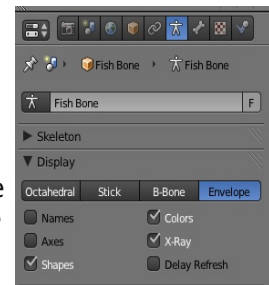 Fish Bone Fish Bone
Fish Bone F
Skeleton
Display
Octahedral Stick B-Bone Envelope
Names Colors
Axes X-Ray
Shapes Delay Refresh